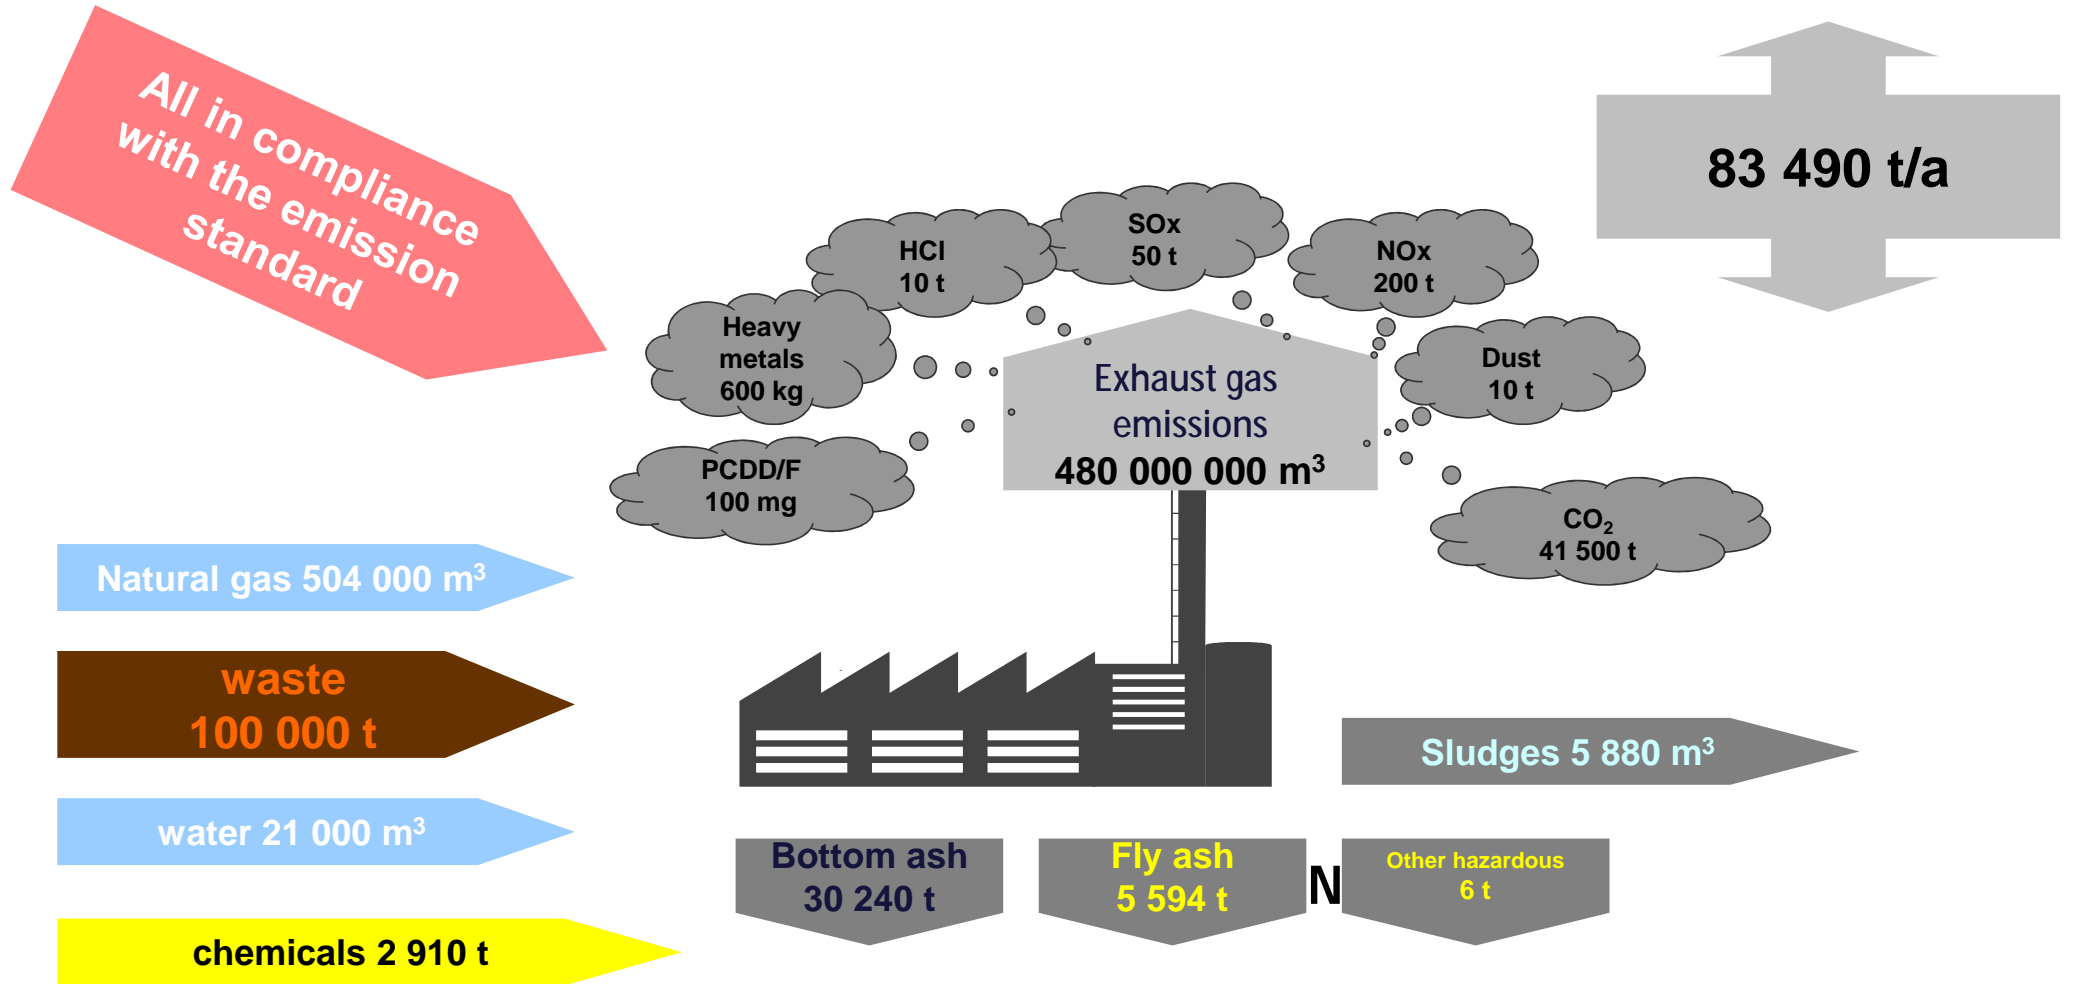 All in compliance
with the emission
standard
83 490 t/a
SOx
50 t
HCl
10 t
NOx
200 t
Heavy
metals
600 kg
Dust
10 t
Exhaust gas
emissions
480 000 000 m³
PCDD/F
100 mg
CO₂
41 500 t
Natural gas 504 000 m³
waste
100 000 t
Sludges 5 880 m³
water 21 000 m³
Bottom ash
30 240 t
Fly ash
5 594 t
N
Other hazardous
6 t
chemicals 2 910 t